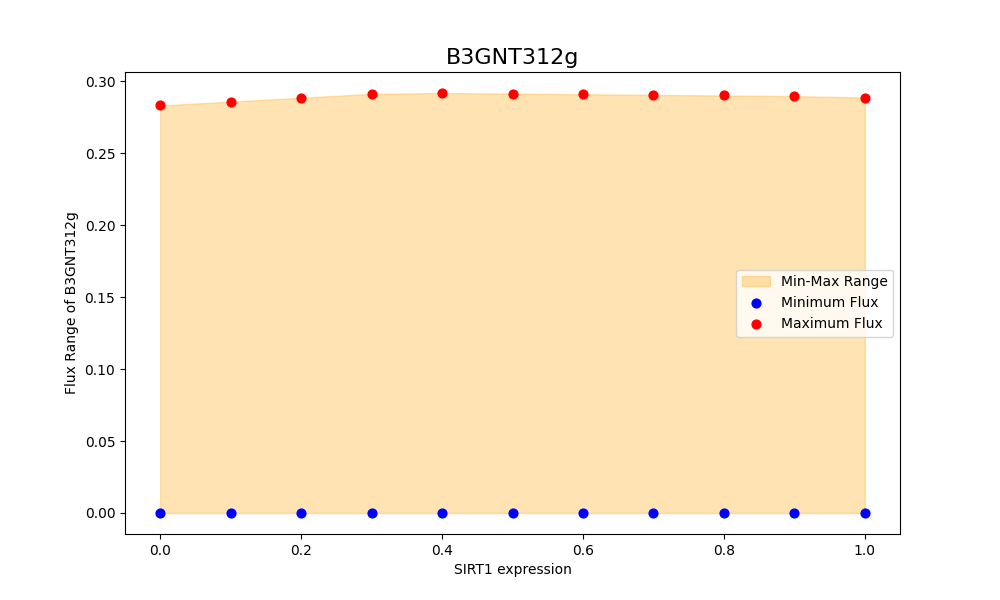 B3GNT312g
Flux Range of B3GNT312g
0.30
0.25
0.20
0.15
0.10
0.05
0.00
Min-Max Range
Minimum Flux
Maximum Flux
0.0 0.2 0.4 0.6 0.8 1.0
SIRT1 expression